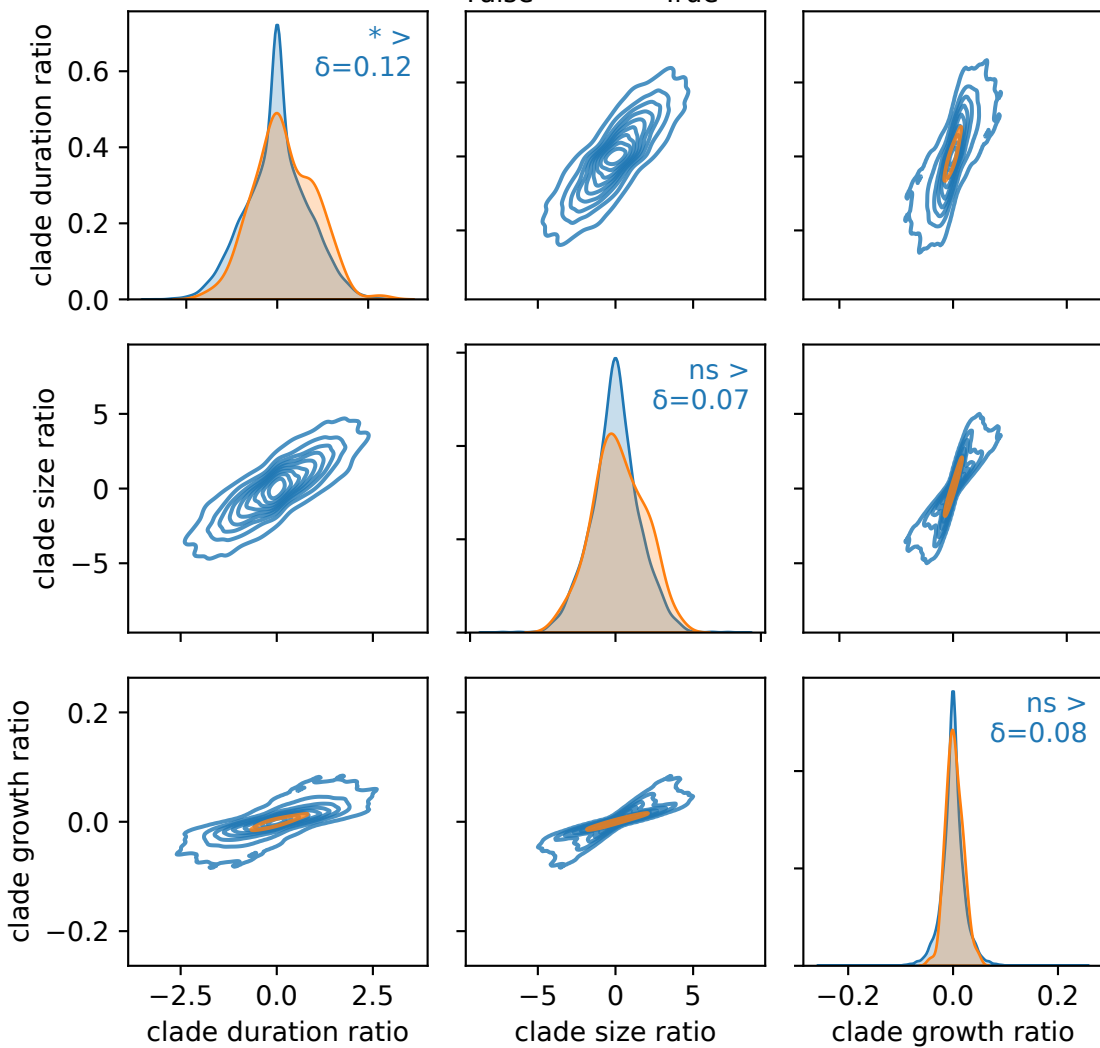 clade duration ratio
0.6
0.4
0.2
0.0
* >
δ=0.12
clade size ratio
5
0
−5
ns >
δ=0.07
clade growth ratio
0.2
0.0
−0.2
ns >
δ=0.08
−2.5 0.0 2.5
−5 0 5
−0.2 0.0 0.2
clade duration ratio
clade size ratio
clade growth ratio